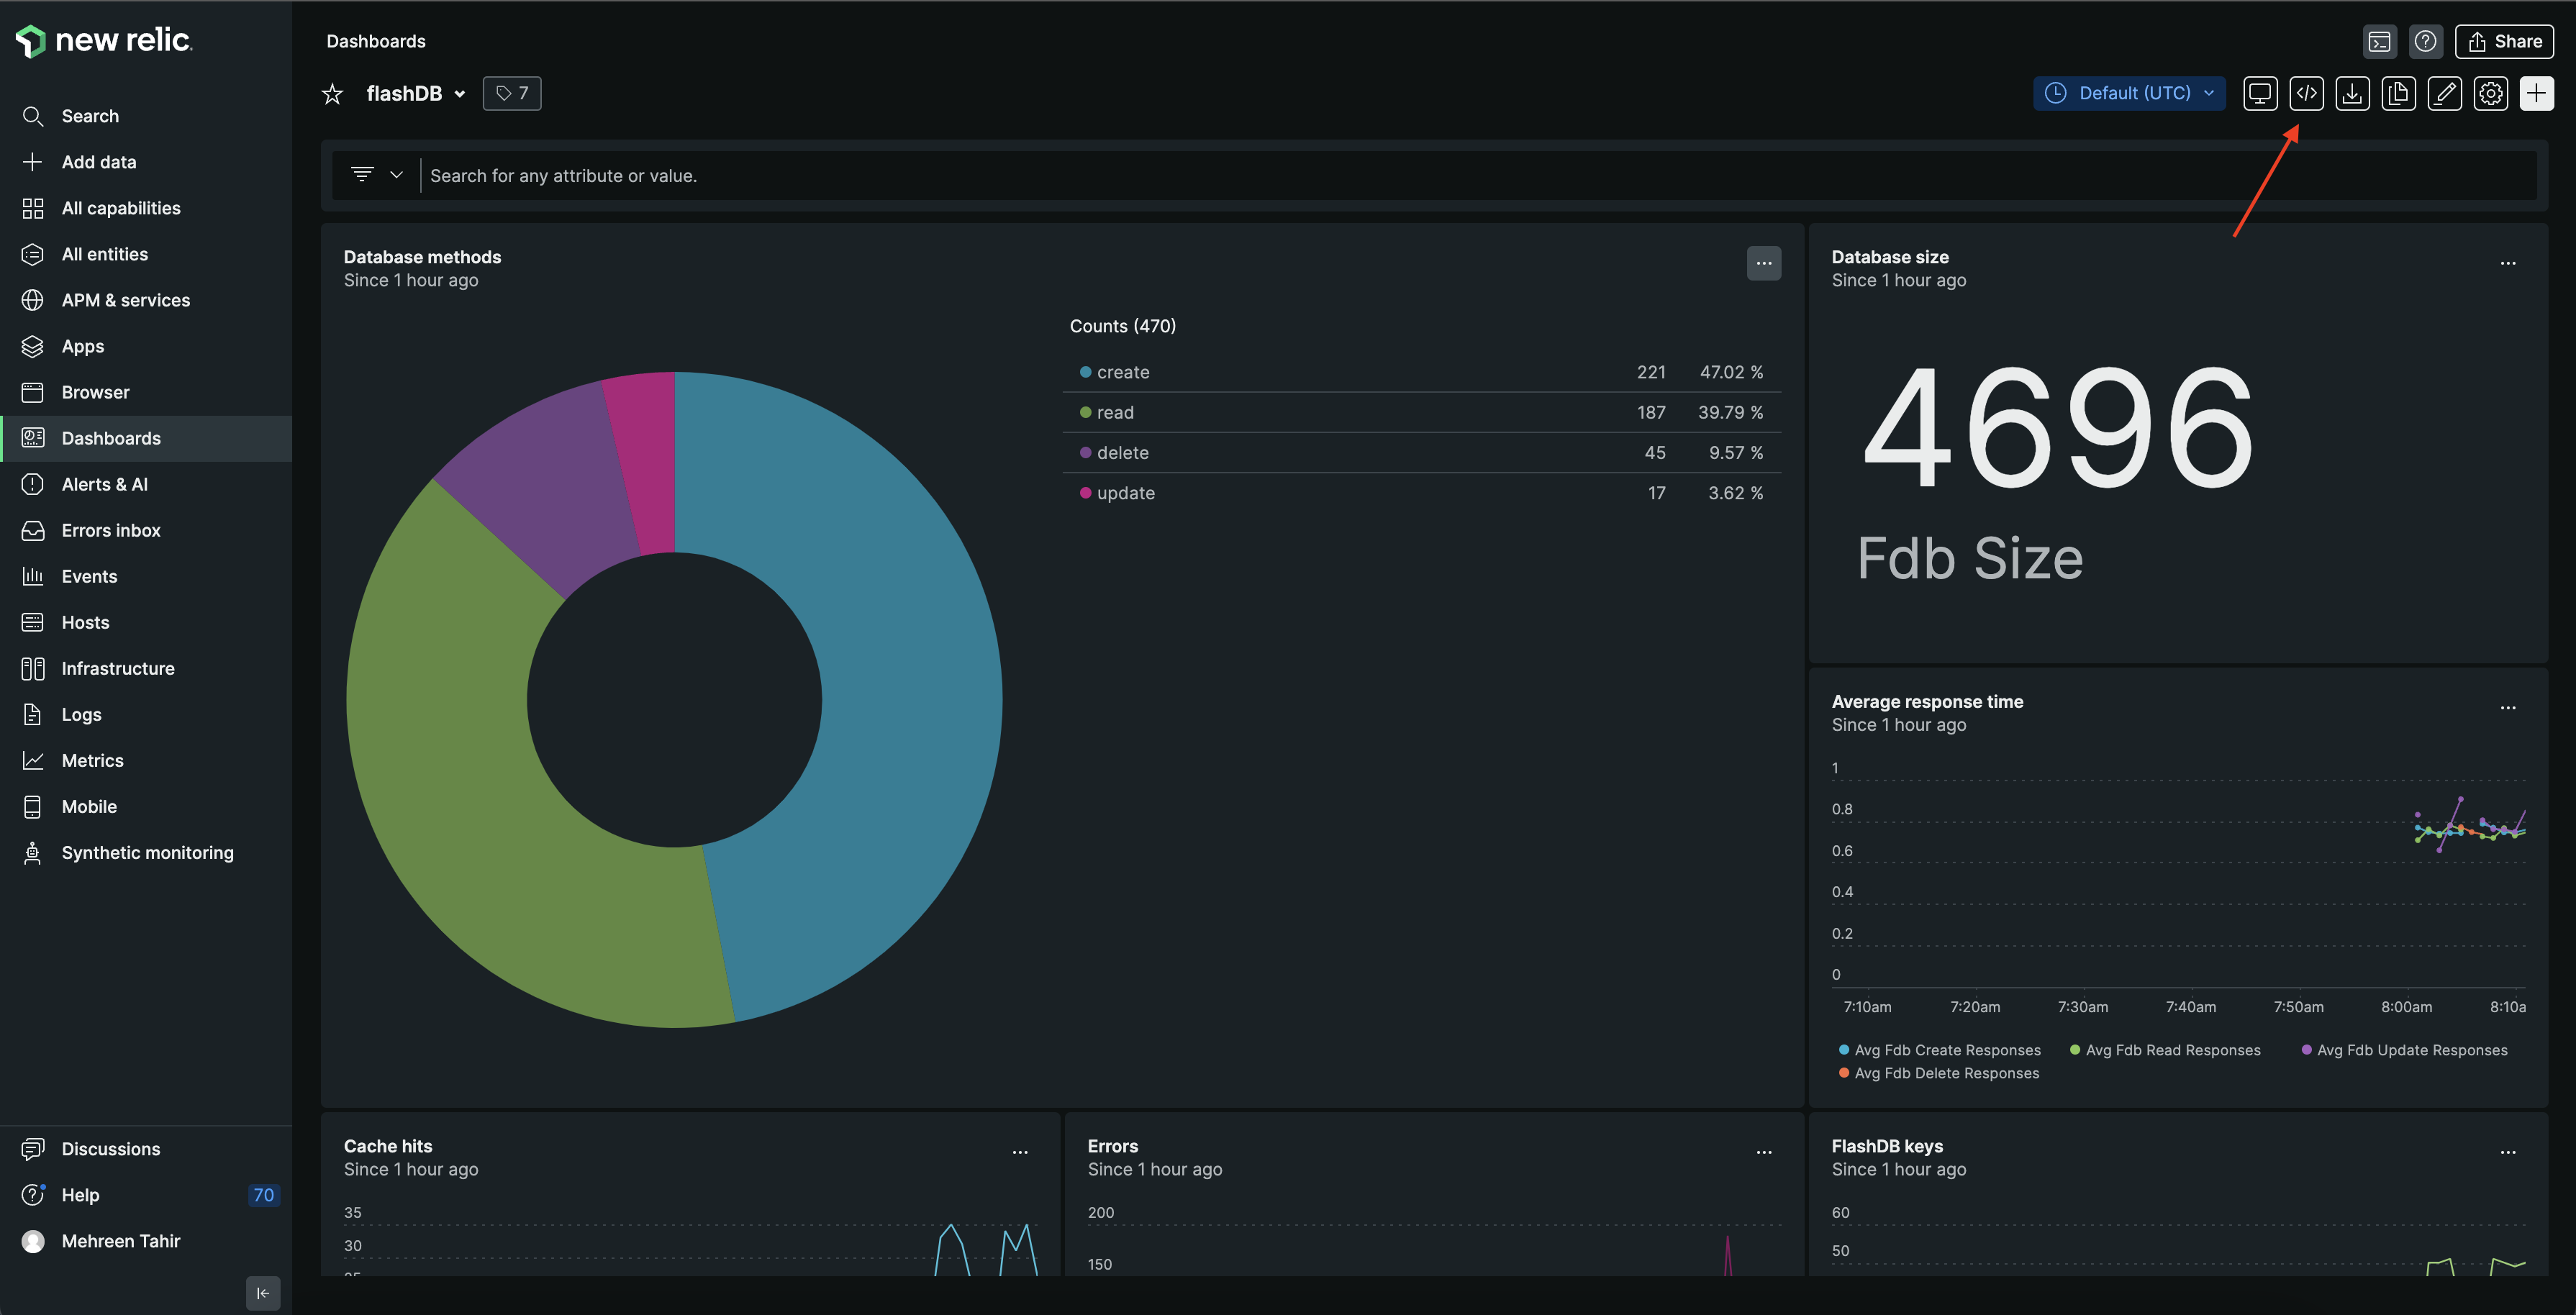 new relic.
Search
Add data
All capabilities
All entities
APM & services
Apps
Browser
Dashboards
Alerts & AI
Errors inbox
Events
Hosts
Infrastructure
Logs
Metrics
Mobile
Synthetic monitoring
Discussions
Help 70
Mehreen Tahir
Dashboards
Share
flashDB 7
Default (UTC)
Search for any attribute or value.
Database methods
Since 1 hour ago
Counts (470)
create 221 47.02 %
read 187 39.79 %
delete 45 9.57 %
update 17 3.62 %
Database size
Since 1 hour ago
4696
Fdb Size
Average response time
Since 1 hour ago
1
0.8
0.6
0.4
0.2
0
7:10am 7:20am 7:30am 7:40am 7:50am 8:00am 8:10a
Avg Fdb Create Responses Avg Fdb Read Responses Avg Fdb Update Responses
Avg Fdb Delete Responses
Cache hits
Since 1 hour ago
35
30
Errors
Since 1 hour ago
200
150
FlashDB keys
Since 1 hour ago
60
50